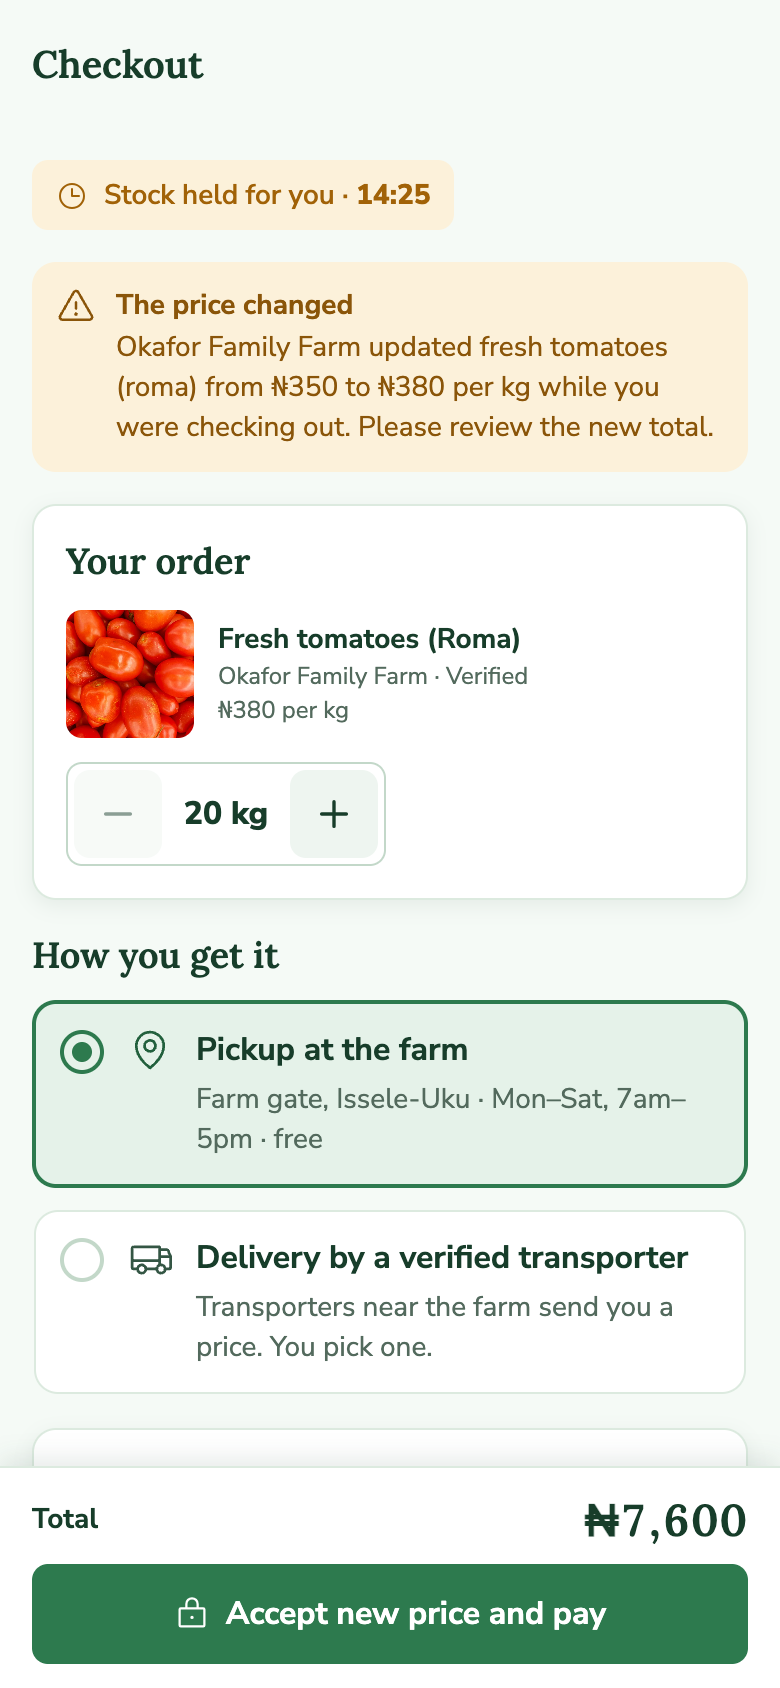 Checkout
Stock held for you · 14:25
The price changed
Okafor Family Farm updated fresh tomatoes
(roma) from ₦350 to ₦380 per kg while you
were checking out. Please review the new total.
Your order
Fresh tomatoes (Roma)
Okafor Family Farm · Verified
₦380 per kg
20 kg
How you get it
Pickup at the farm
Farm gate, Issele-Uku · Mon–Sat, 7am–
5pm · free
Delivery by a verified transporter
Transporters near the farm send you a
price. You pick one.
Total
₦7,600
Accept new price and pay